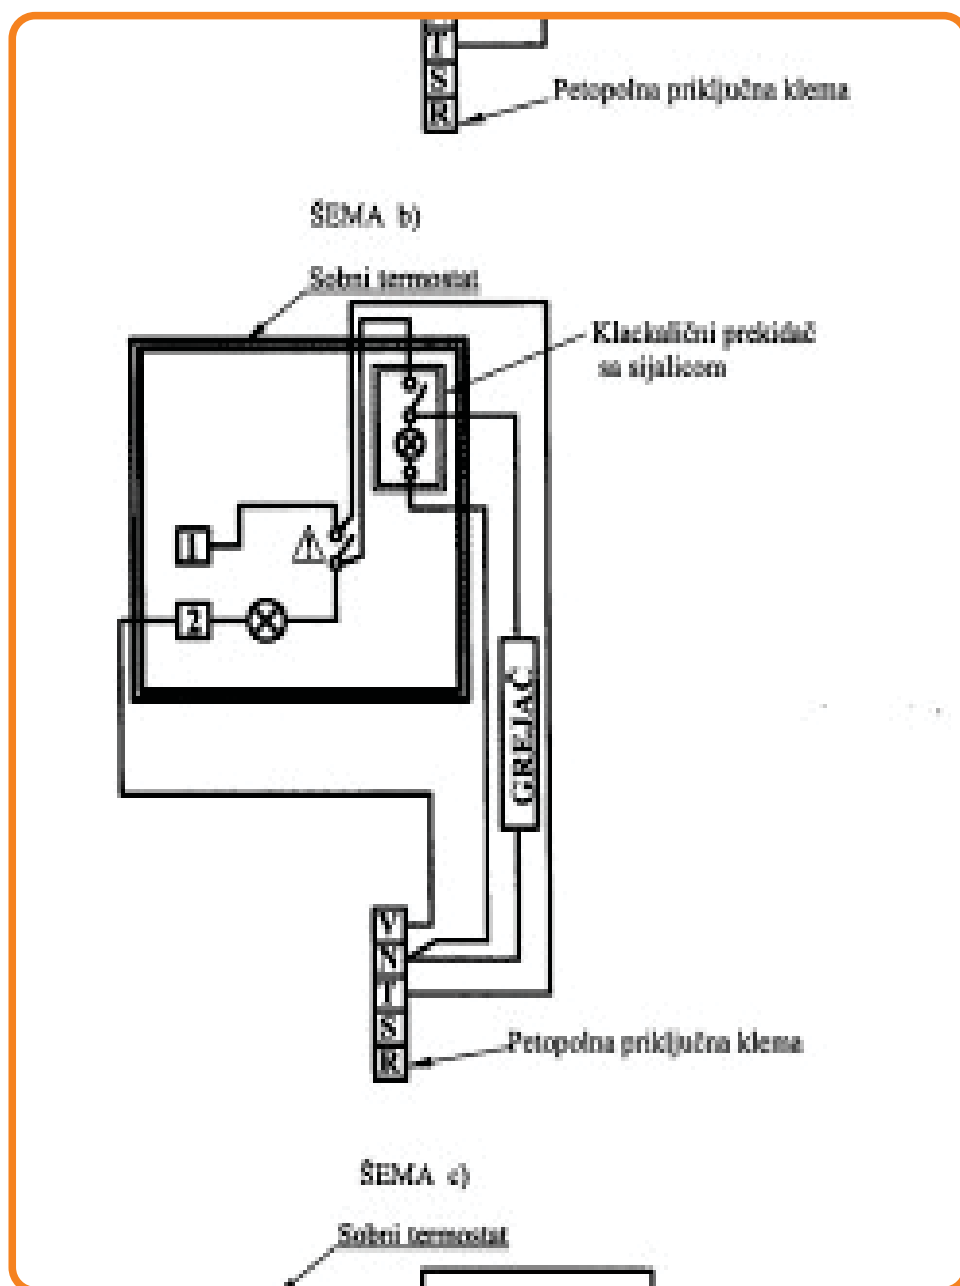 T
S
R
Petopolna priključna klema
ŠEMA b)
Sobni termostat
Klackalični prekidač
sa sijalicom
1
2
GREJAČ
V
N
T
S
R
Petopolna priključna klema
ŠEMA c)
Sobni termostat